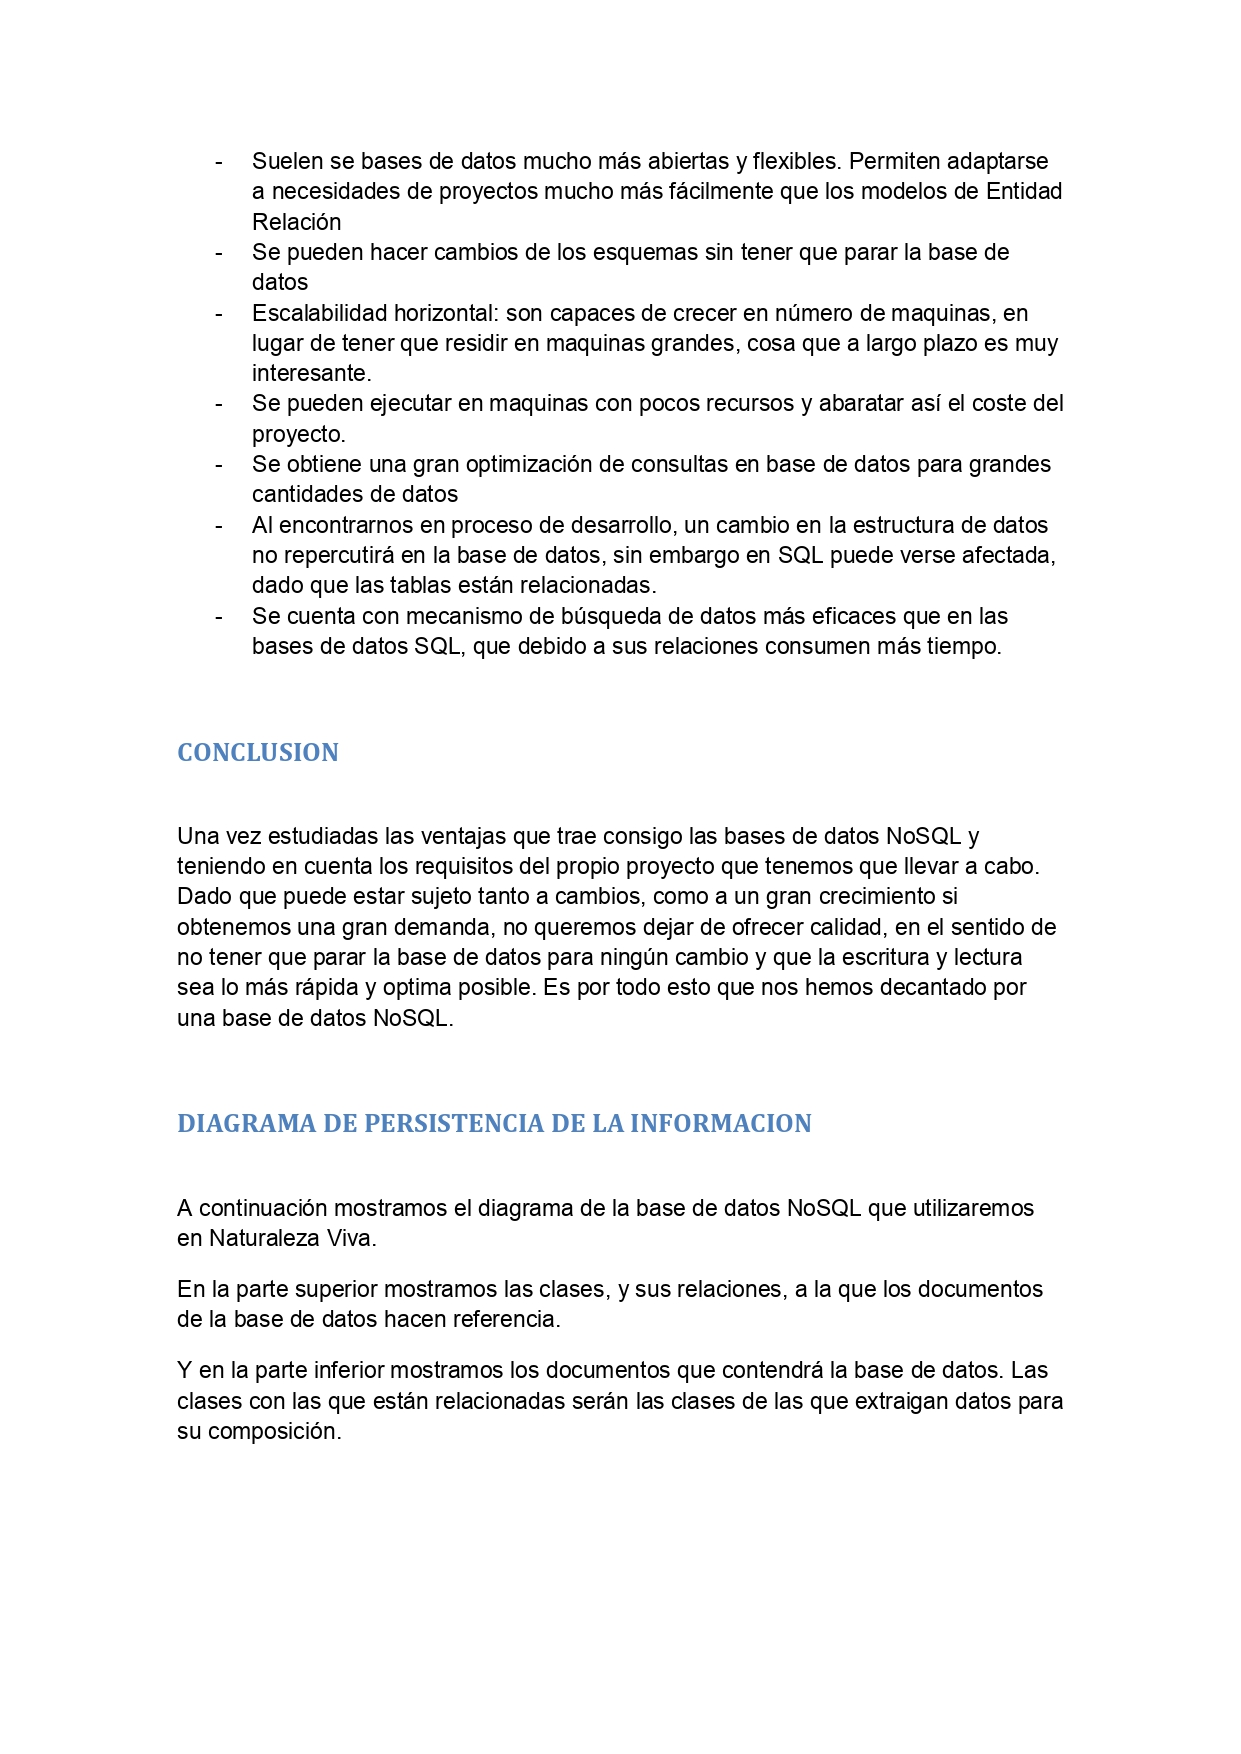 - Suelen se bases de datos mucho más abiertas y flexibles. Permiten adaptarse
a necesidades de proyectos mucho más fácilmente que los modelos de Entidad
Relación
- Se pueden hacer cambios de los esquemas sin tener que parar la base de
datos
- Escalabilidad horizontal: son capaces de crecer en número de maquinas, en
lugar de tener que residir en maquinas grandes, cosa que a largo plazo es muy
interesante.
- Se pueden ejecutar en maquinas con pocos recursos y abaratar así el coste del
proyecto.
- Se obtiene una gran optimización de consultas en base de datos para grandes
cantidades de datos
- Al encontrarnos en proceso de desarrollo, un cambio en la estructura de datos
no repercutirá en la base de datos, sin embargo en SQL puede verse afectada,
dado que las tablas están relacionadas.
- Se cuenta con mecanismo de búsqueda de datos más eficaces que en las
bases de datos SQL, que debido a sus relaciones consumen más tiempo.
CONCLUSION
Una vez estudiadas las ventajas que trae consigo las bases de datos NoSQL y
teniendo en cuenta los requisitos del propio proyecto que tenemos que llevar a cabo.
Dado que puede estar sujeto tanto a cambios, como a un gran crecimiento si
obtenemos una gran demanda, no queremos dejar de ofrecer calidad, en el sentido de
no tener que parar la base de datos para ningún cambio y que la escritura y lectura
sea lo más rápida y optima posible. Es por todo esto que nos hemos decantado por
una base de datos NoSQL.
DIAGRAMA DE PERSISTENCIA DE LA INFORMACION
A continuación mostramos el diagrama de la base de datos NoSQL que utilizaremos
en Naturaleza Viva.
En la parte superior mostramos las clases, y sus relaciones, a la que los documentos
de la base de datos hacen referencia.
Y en la parte inferior mostramos los documentos que contendrá la base de datos. Las
clases con las que están relacionadas serán las clases de las que extraigan datos para
su composición.